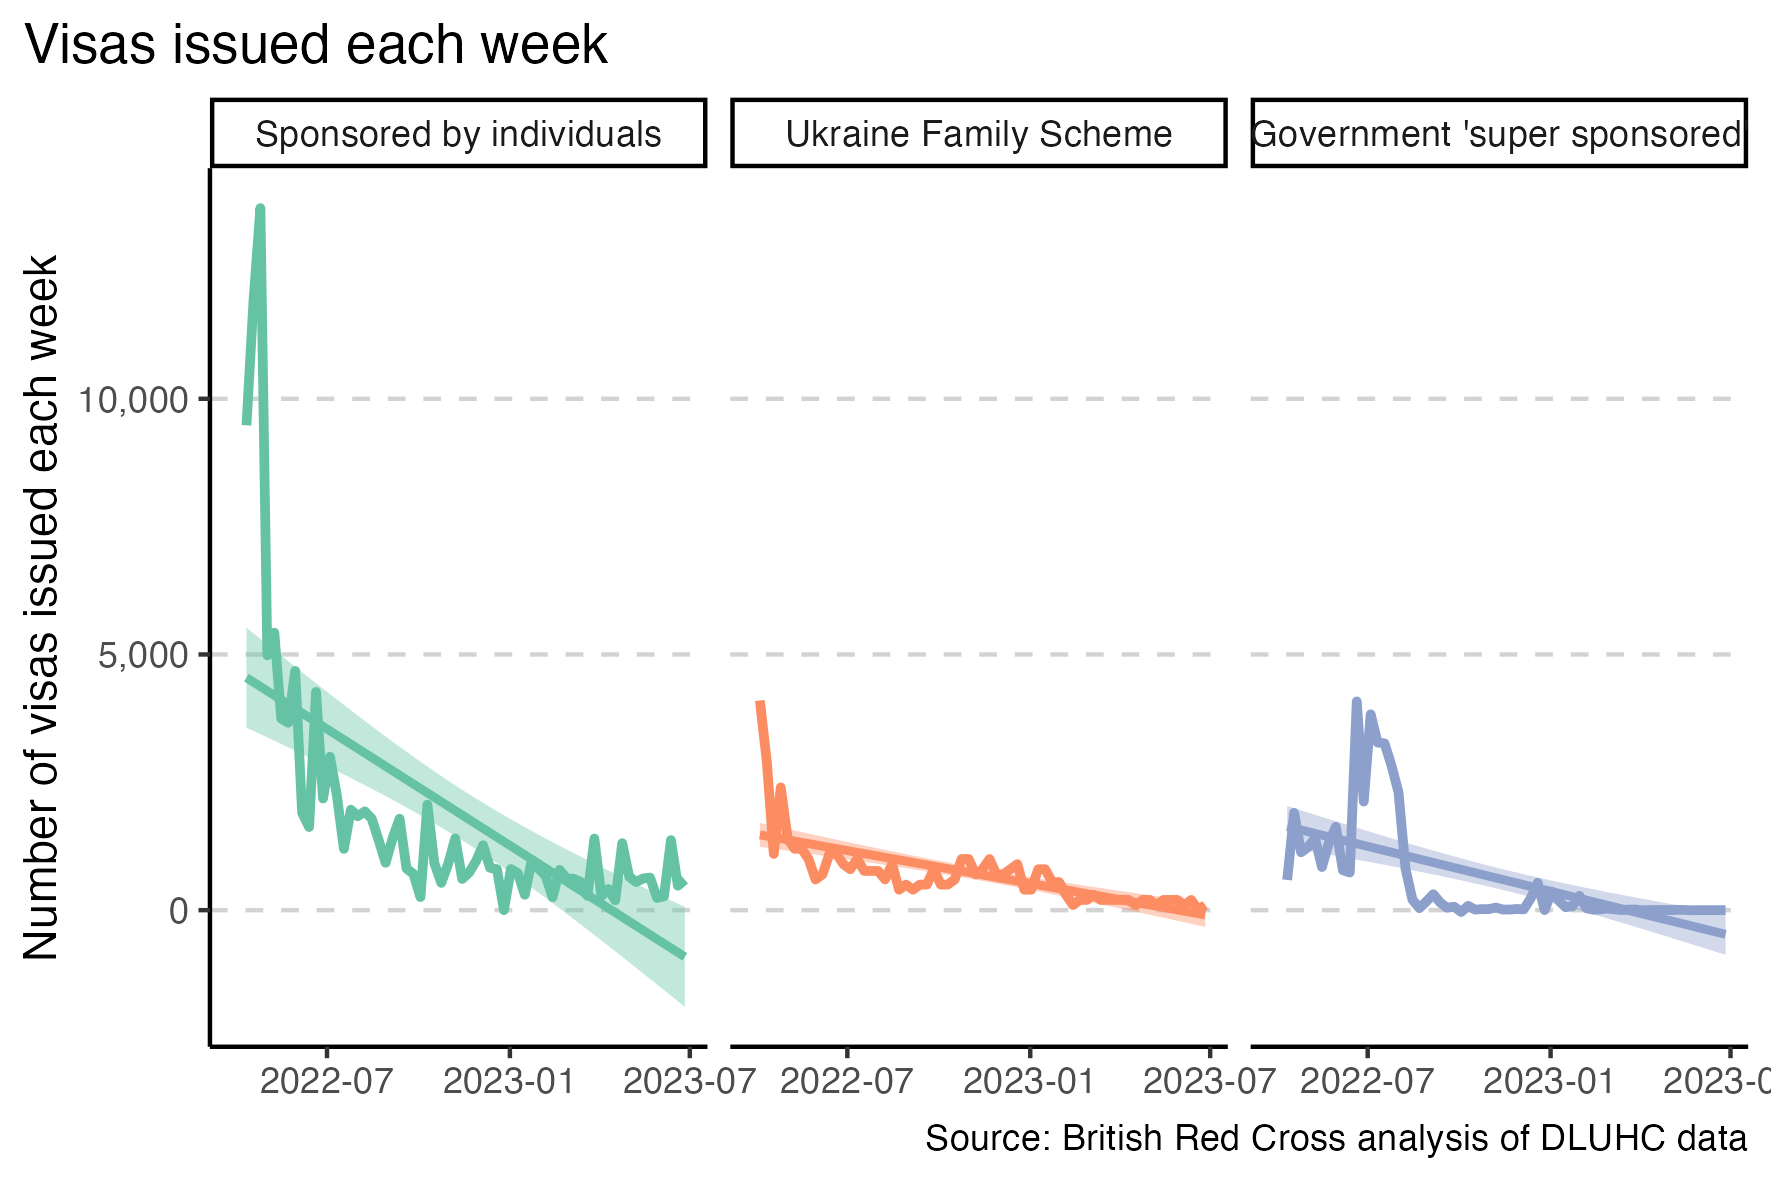 Visas issued each week
Sponsored by individuals
Ukraine Family Scheme
Government 'super sponsored
Number of visas issued each week
10,000
5,000
0
2022-07 2023-01 2023-07 2022-07 2023-01 2023-07 2022-07 2023-01 2023-0
Source: British Red Cross analysis of DLUHC data